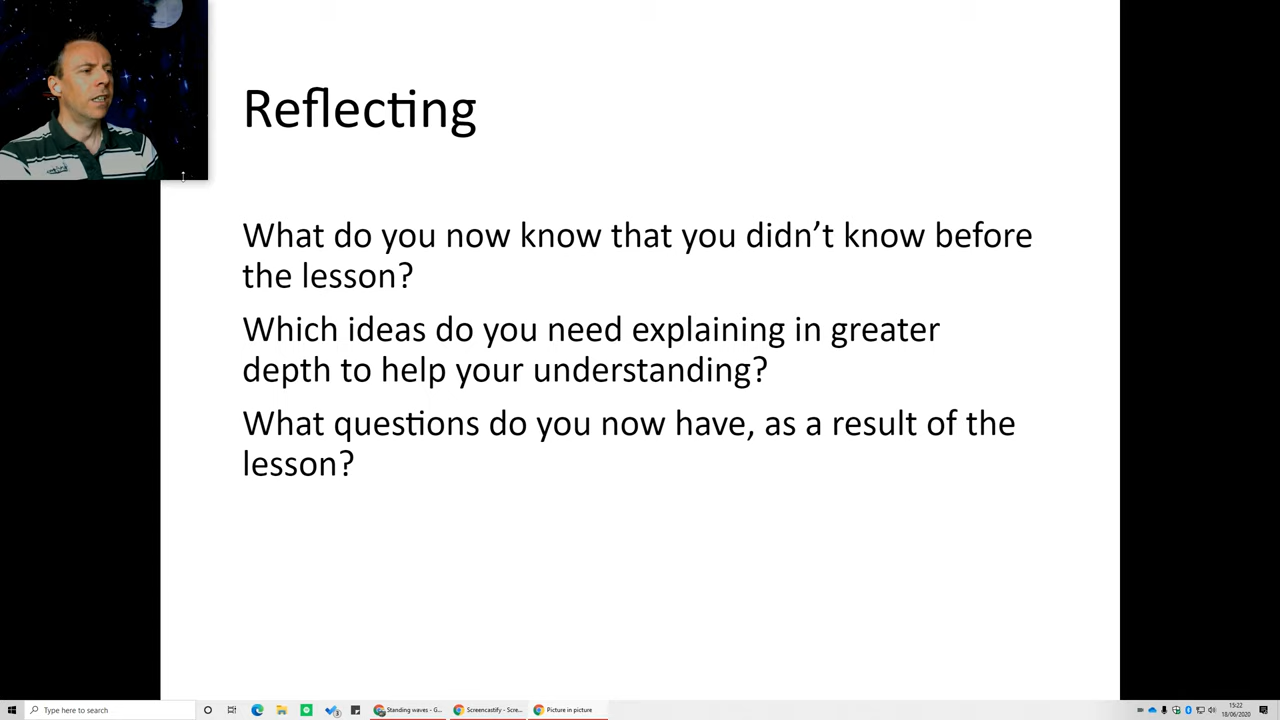 Reflecting
What do you now know that you didn’t know before
the lesson?
Which ideas do you need explaining in greater
depth to help your understanding?
What questions do you now have, as a result of the
lesson?
Type here to search
Standing waves - G...
Screencastify - Scre...
Picture in picture
15:22
18/06/2020